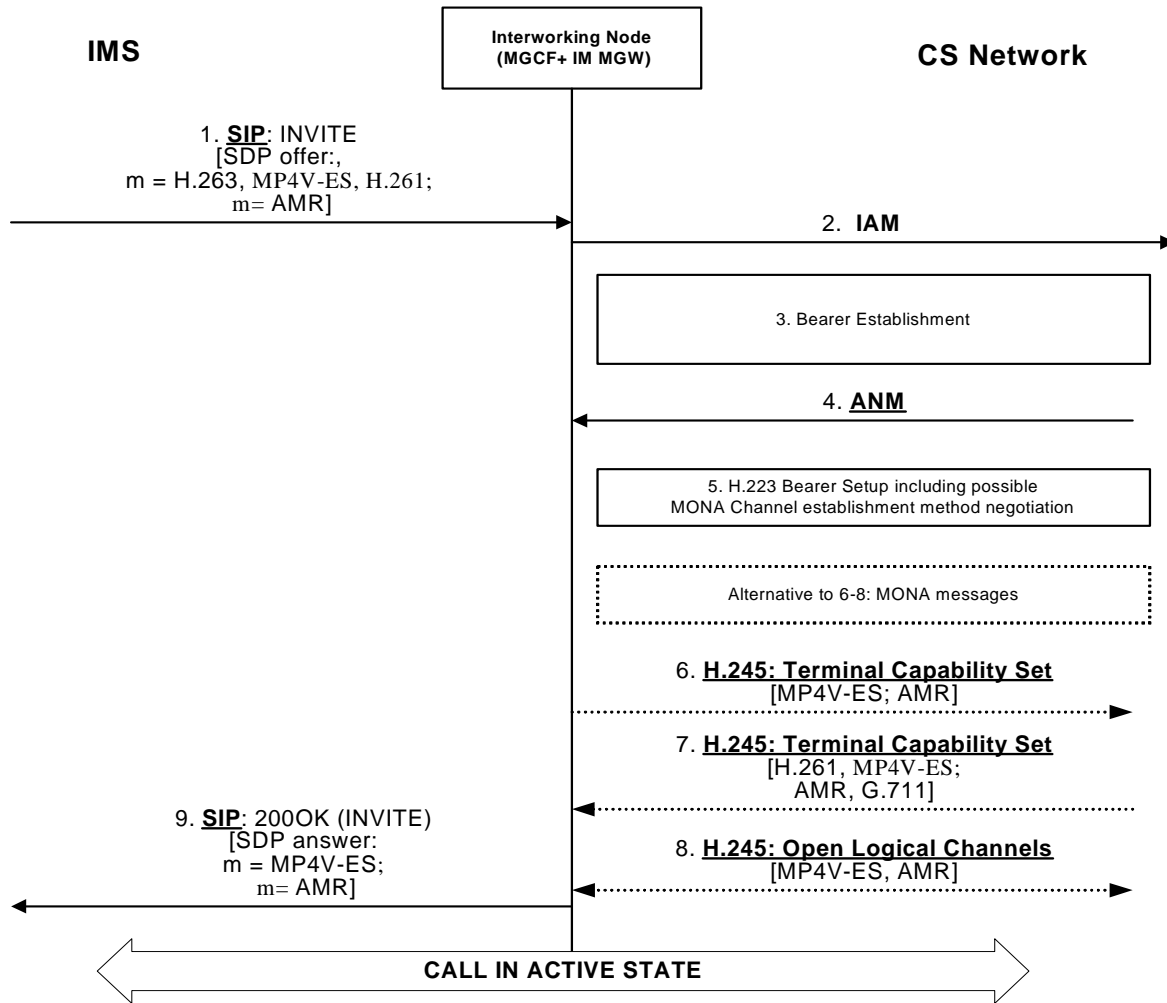 IMS
Interworking Node
(MGCF+ IM MGW)
CS Network
1. SIP: INVITE
[SDP offer:,
m = H.263, MP4V-ES, H.261;
m= AMR]
2. IAM
3. Bearer Establishment
4. ANM
5. H.223 Bearer Setup including possible
MONA Channel establishment method negotiation
Alternative to 6-8: MONA messages
6. H.245: Terminal Capability Set
[MP4V-ES; AMR]
7. H.245: Terminal Capability Set
[H.261, MP4V-ES;
AMR, G.711]
9. SIP: 200OK (INVITE)
[SDP answer:
m = MP4V-ES;
m= AMR]
8. H.245: Open Logical Channels
[MP4V-ES, AMR]
CALL IN ACTIVE STATE